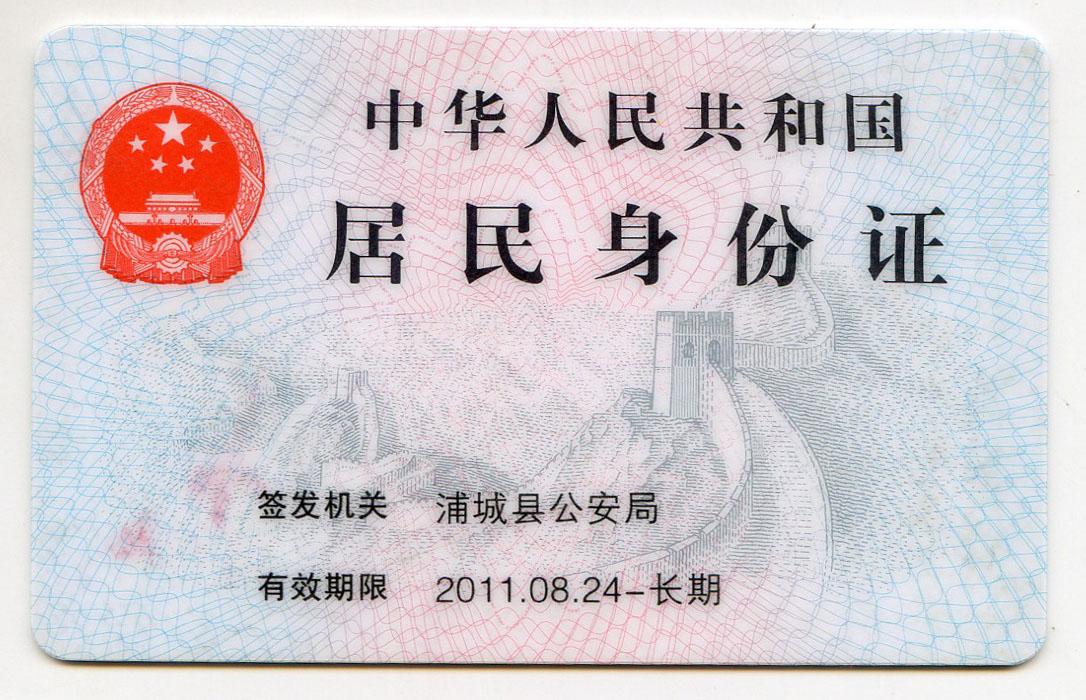 中华人民共和国
居民身份证
签发机关 浦城县公安局
有效期限 2011.08.24-长期